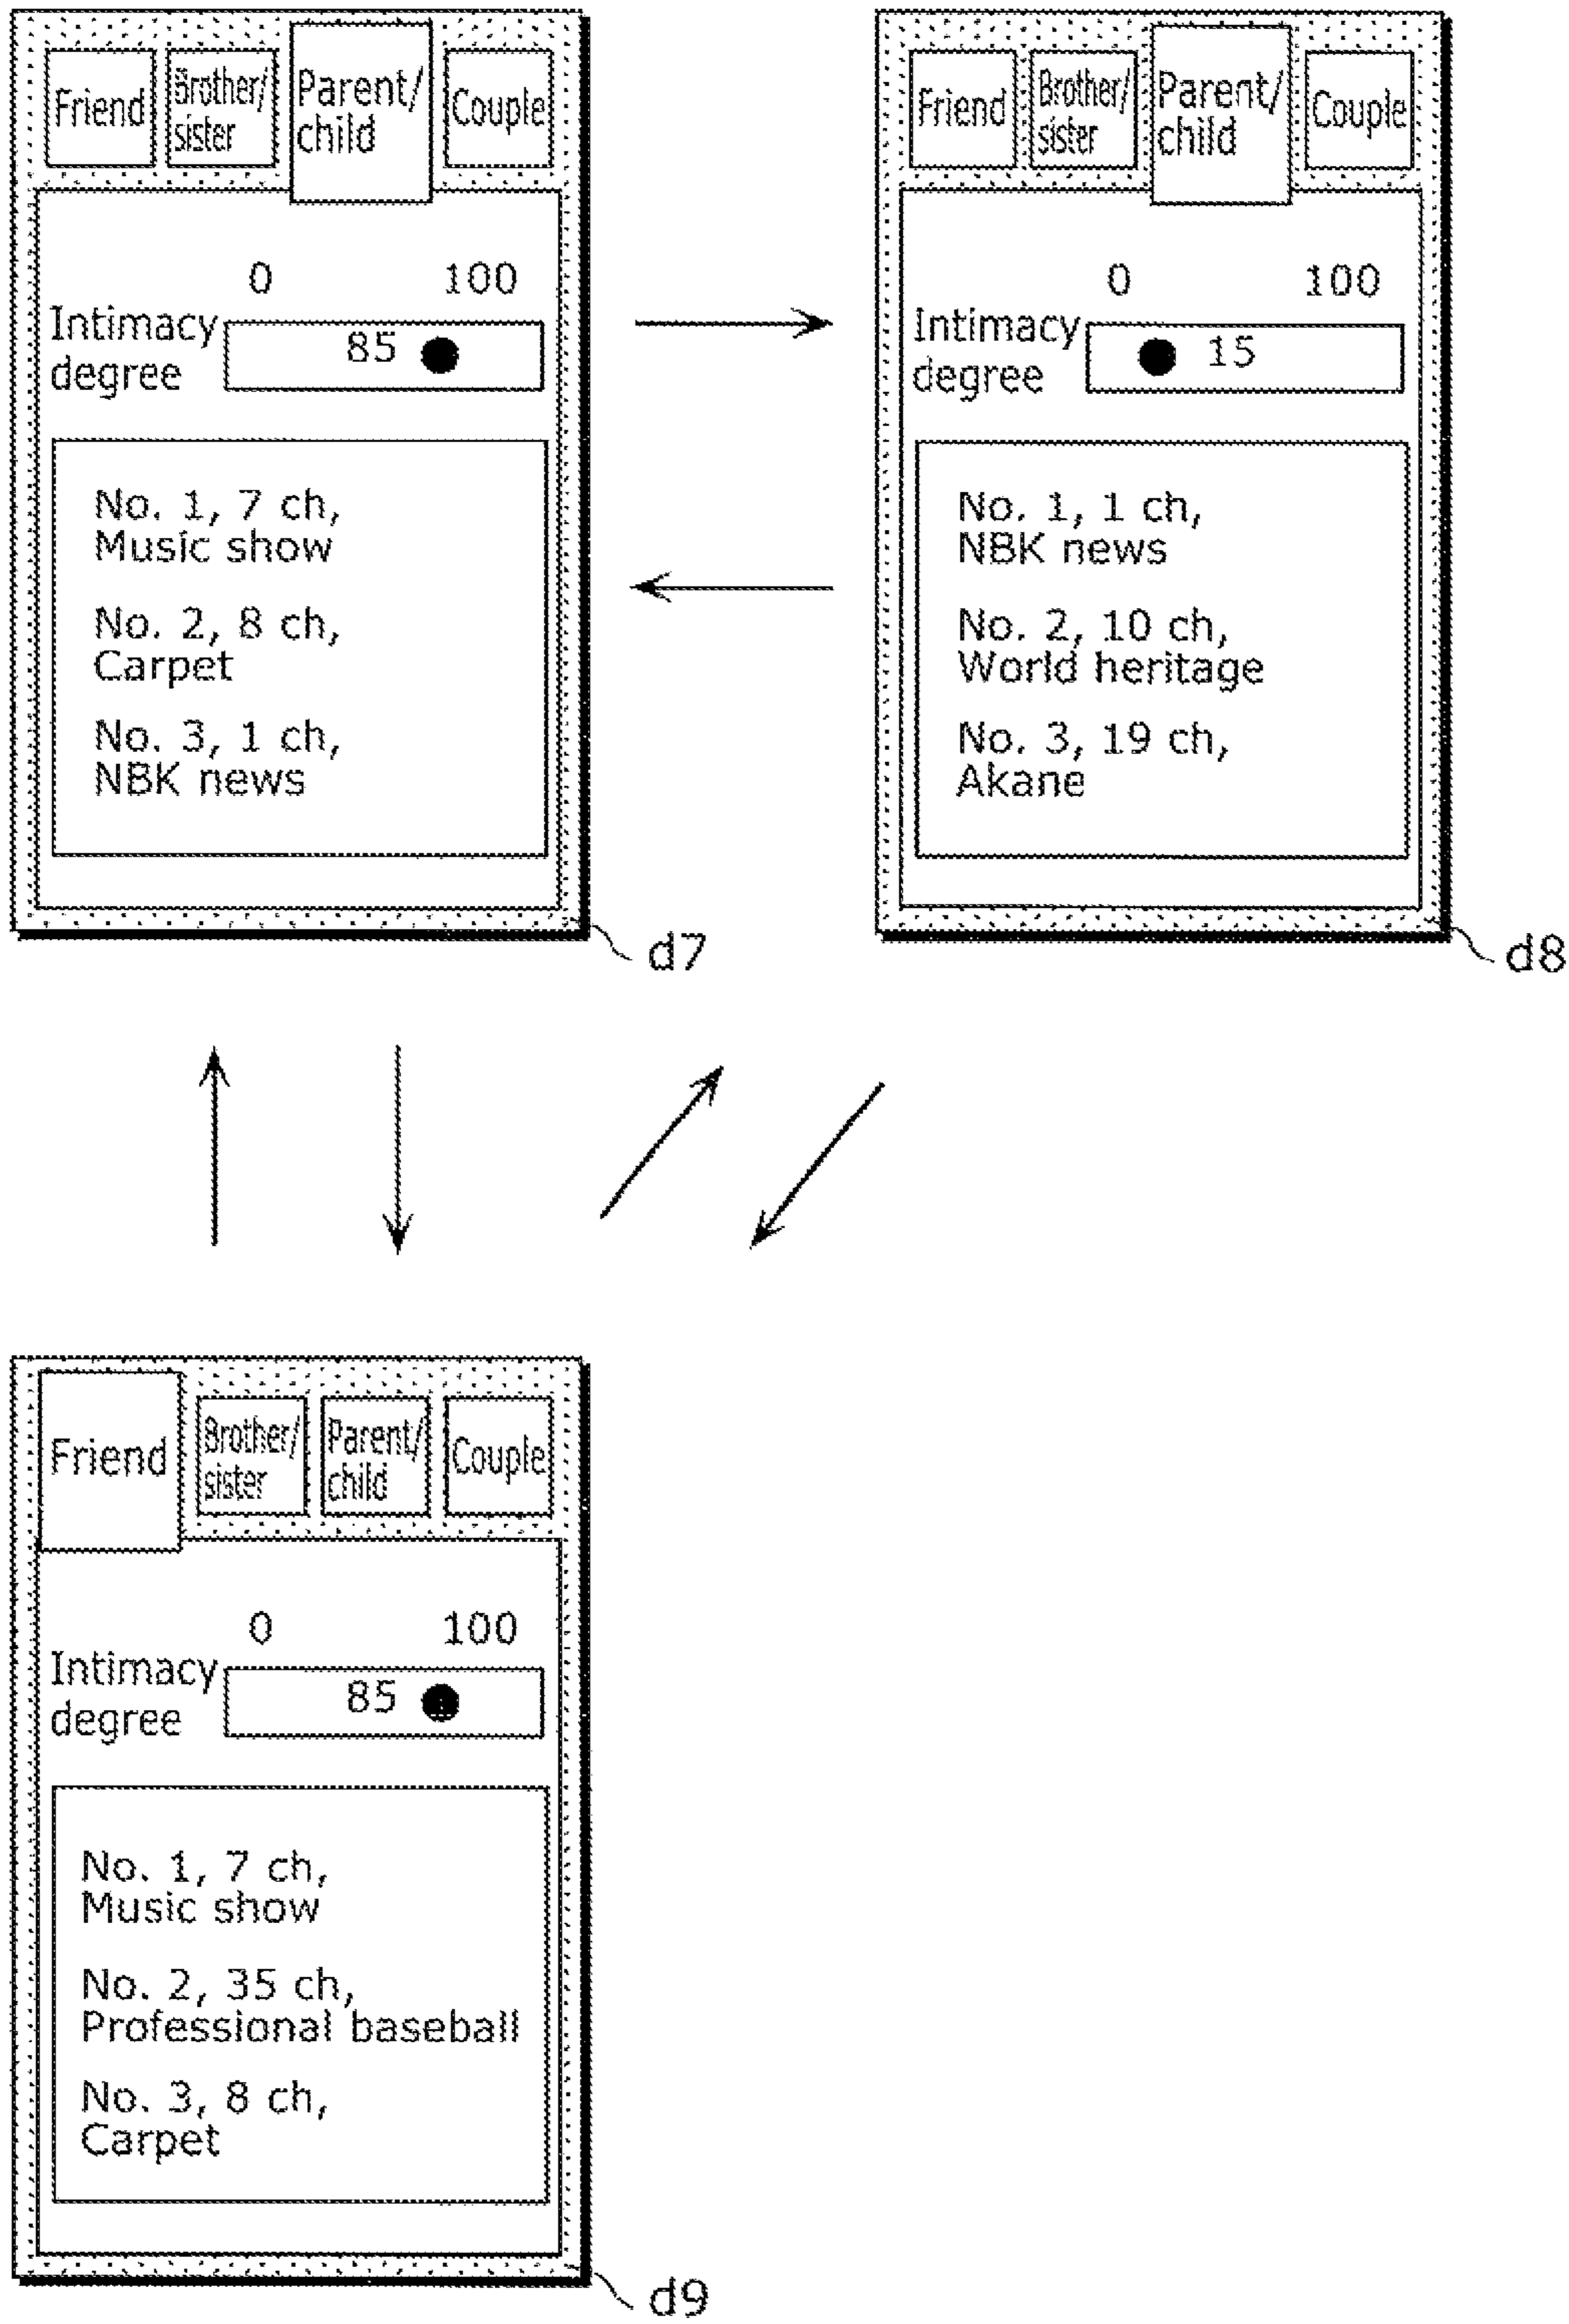 Friend
Brother/
sister
Parent/
child
Couple
0 100
Intimacy
degree
85
No. 1, 7 ch,
Music show
No. 2, 8 ch,
Carpet
No. 3, 1 ch,
NBK news
d7
Friend
Brother/
sister
Parent/
child
Couple
0 100
Intimacy
degree
15
No. 1, 1 ch,
NBK news
No. 2, 10 ch,
World heritage
No. 3, 19 ch,
Akane
d8
Friend
Brother/
sister
Parent/
child
Couple
0 100
Intimacy
degree
85
No. 1, 7 ch,
Music show
No. 2, 35 ch,
Professional baseball
No. 3, 8 ch,
Carpet
d9